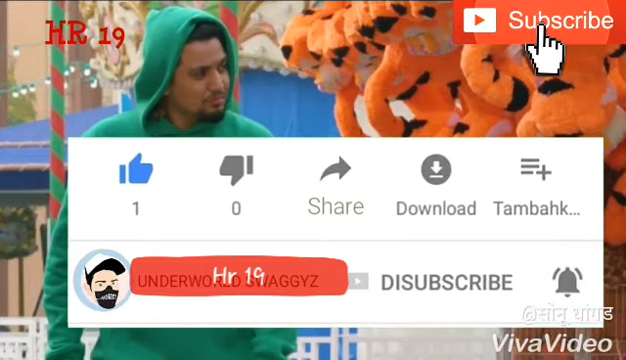 HR 19
Subscribe
1
0
Share
Download
Tambahk...
UNDERWORLD SWAGGYZ
Hr 19
DISUBSCRIBE
@सोनू धांगड
VivaVideo